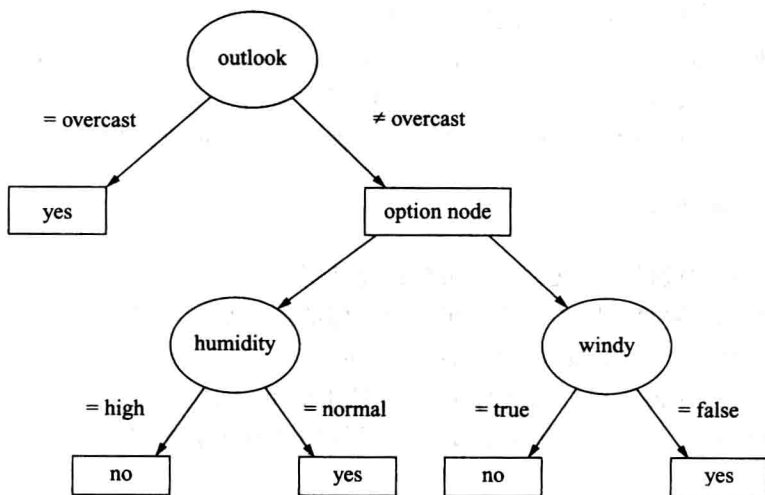 outlook
= overcast
≠ overcast
yes
option node
humidity
windy
= high
= normal
= true
= false
no
yes
no
yes